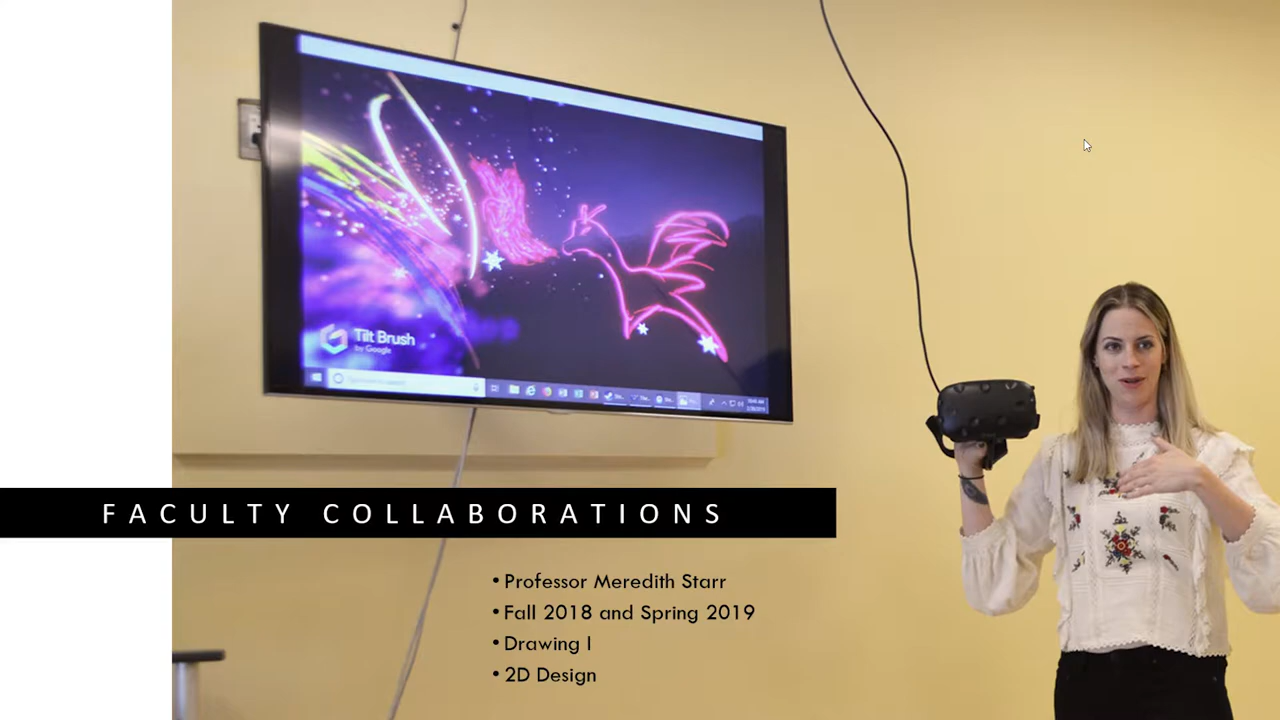 Tilt Brush
by Google
FACULTY COLLABORATIONS
• Professor Meredith Starr
• Fall 2018 and Spring 2019
• Drawing I
• 2D Design